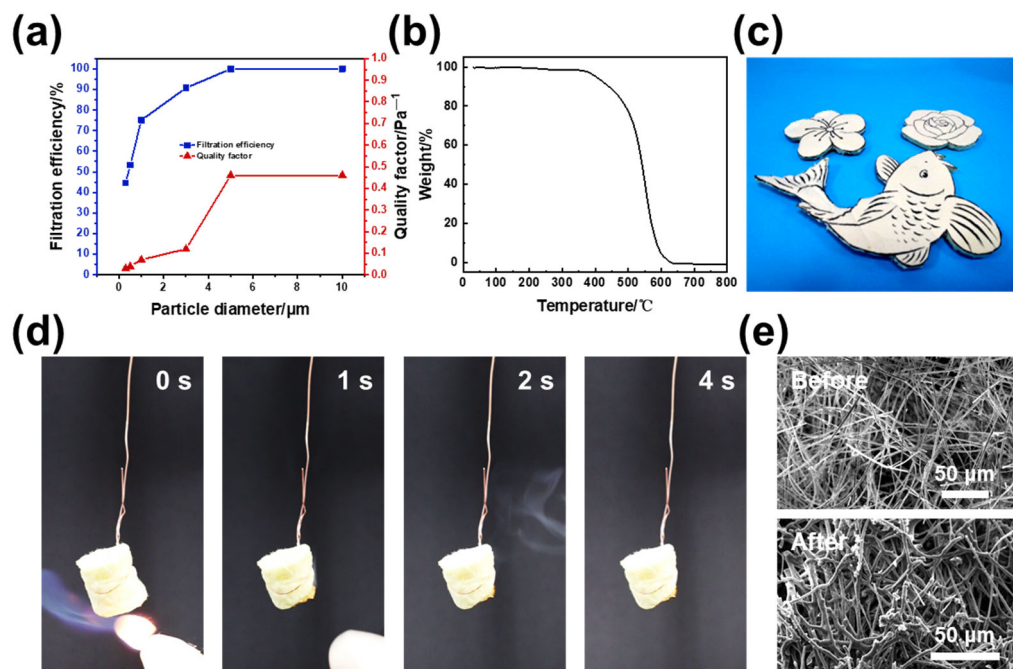 (a)
Filtration efficiency/%
100
90
80
70
60
50
40
30
20
10
0
Filtration efficiency
Quality factor
1.0
0.9
0.8
0.7
0.6
0.5
0.4
0.3
0.2
0.1
0.0
Quality factor/Pa⁻¹
0 2 4 6 8 10
Particle diameter/μm
(b)
Weight/%
100
80
60
40
20
0
0 100 200 300 400 500 600 700 800
Temperature/℃
(c)
(d)
0 s
1 s
2 s
4 s
(e)
Before
50 μm
After
50 μm